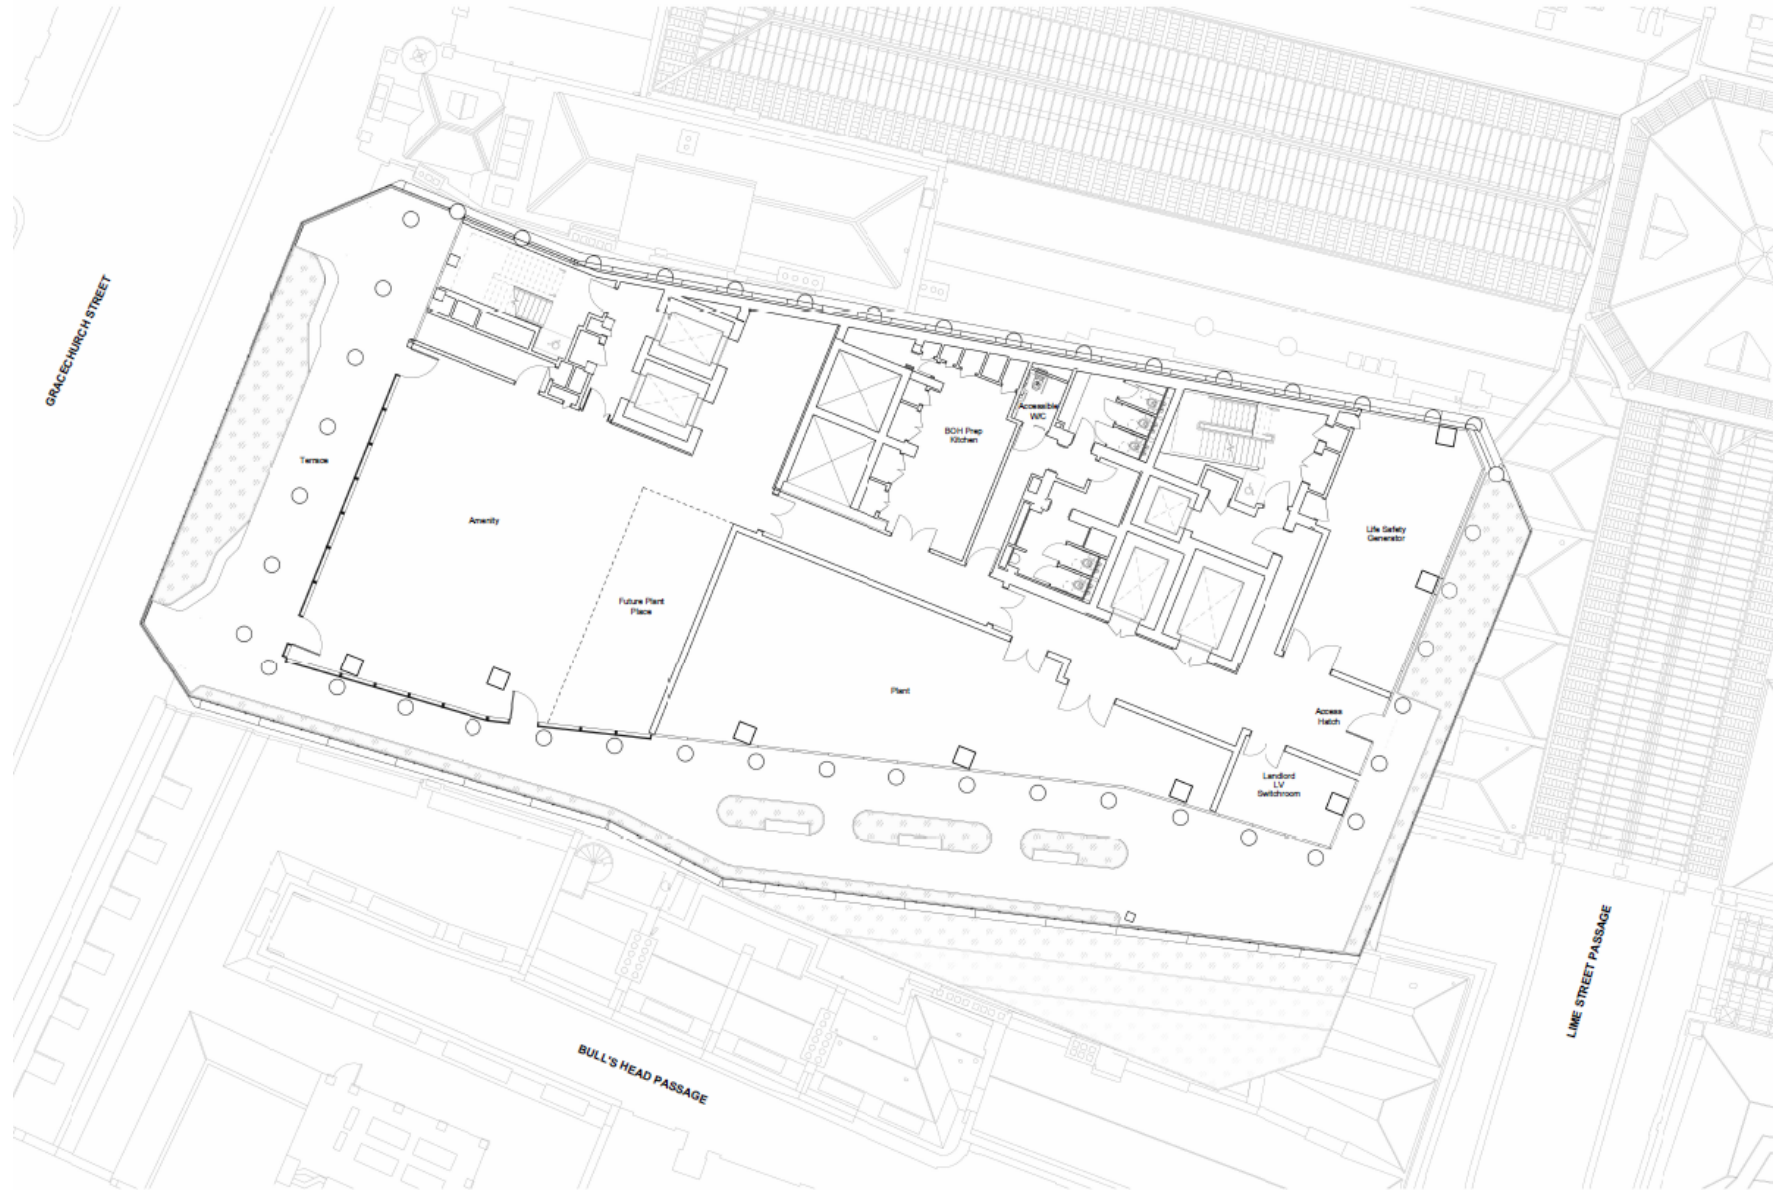 GRACECHURCH STREET
Terrace
Amenity
Future Plant
Place
BOH Prep
Kitchen
Accessible
W/C
Life Safety
Generator
Plant
Access
Hatch
Landlord
LV
Switchroom
BULL'S HEAD PASSAGE
LIME STREET PASSAGE